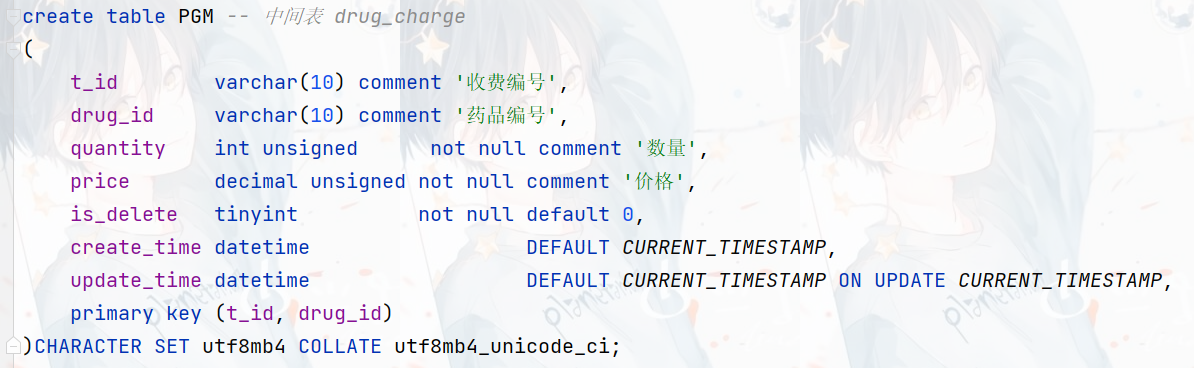 create table PGM -- 中间表 drug_charge
(
    t_id        varchar(10) comment '收费编号',
    drug_id     varchar(10) comment '药品编号',
    quantity    int unsigned      not null comment '数量',
    price       decimal unsigned not null comment '价格',
    is_delete   tinyint          not null default 0,
    create_time datetime                  DEFAULT CURRENT_TIMESTAMP,
    update_time datetime                  DEFAULT CURRENT_TIMESTAMP ON UPDATE CURRENT_TIMESTAMP,
    primary key (t_id, drug_id)
)CHARACTER SET utf8mb4 COLLATE utf8mb4_unicode_ci;